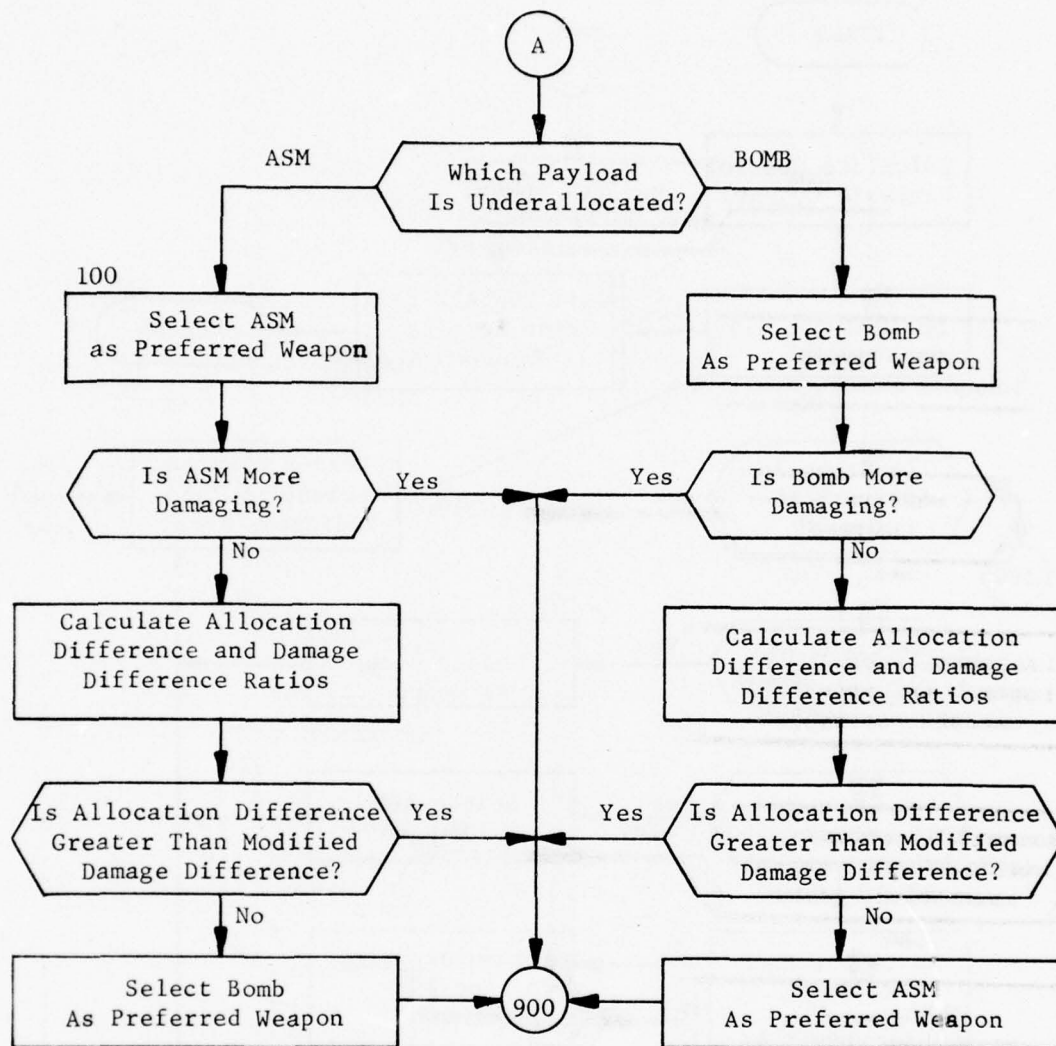 A
ASM
BOMB
Which Payload
Is Underallocated?
100
Select ASM
as Preferred Weapon
Select Bomb
As Preferred Weapon
Is ASM More
Damaging?
Yes
Yes
Is Bomb More
Damaging?
No
No
Calculate Allocation
Difference and Damage
Difference Ratios
Calculate Allocation
Difference and Damage
Difference Ratios
Is Allocation Difference
Greater Than Modified
Damage Difference?
Yes
Yes
Is Allocation Difference
Greater Than Modified
Damage Difference?
No
No
Select Bomb
As Preferred Weapon
900
Select ASM
As Preferred Weapon